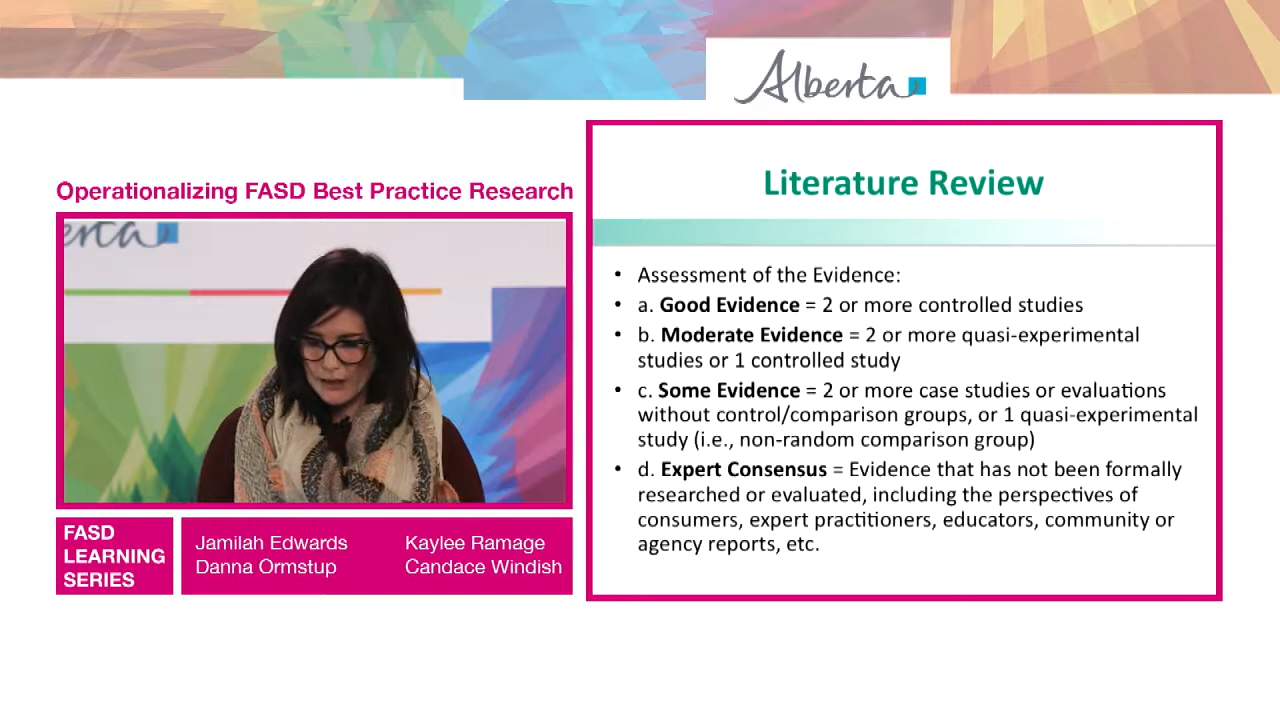 Alberta
Operationalizing FASD Best Practice Research
erta
FASD
LEARNING
SERIES
Jamilah Edwards
Danna Ormstup
Kaylee Ramage
Candace Windish
Literature Review
• Assessment of the Evidence:
• a. Good Evidence = 2 or more controlled studies
• b. Moderate Evidence = 2 or more quasi-experimental
studies or 1 controlled study
• c. Some Evidence = 2 or more case studies or evaluations
without control/comparison groups, or 1 quasi-experimental
study (i.e., non-random comparison group)
• d. Expert Consensus = Evidence that has not been formally
researched or evaluated, including the perspectives of
consumers, expert practitioners, educators, community or
agency reports, etc.